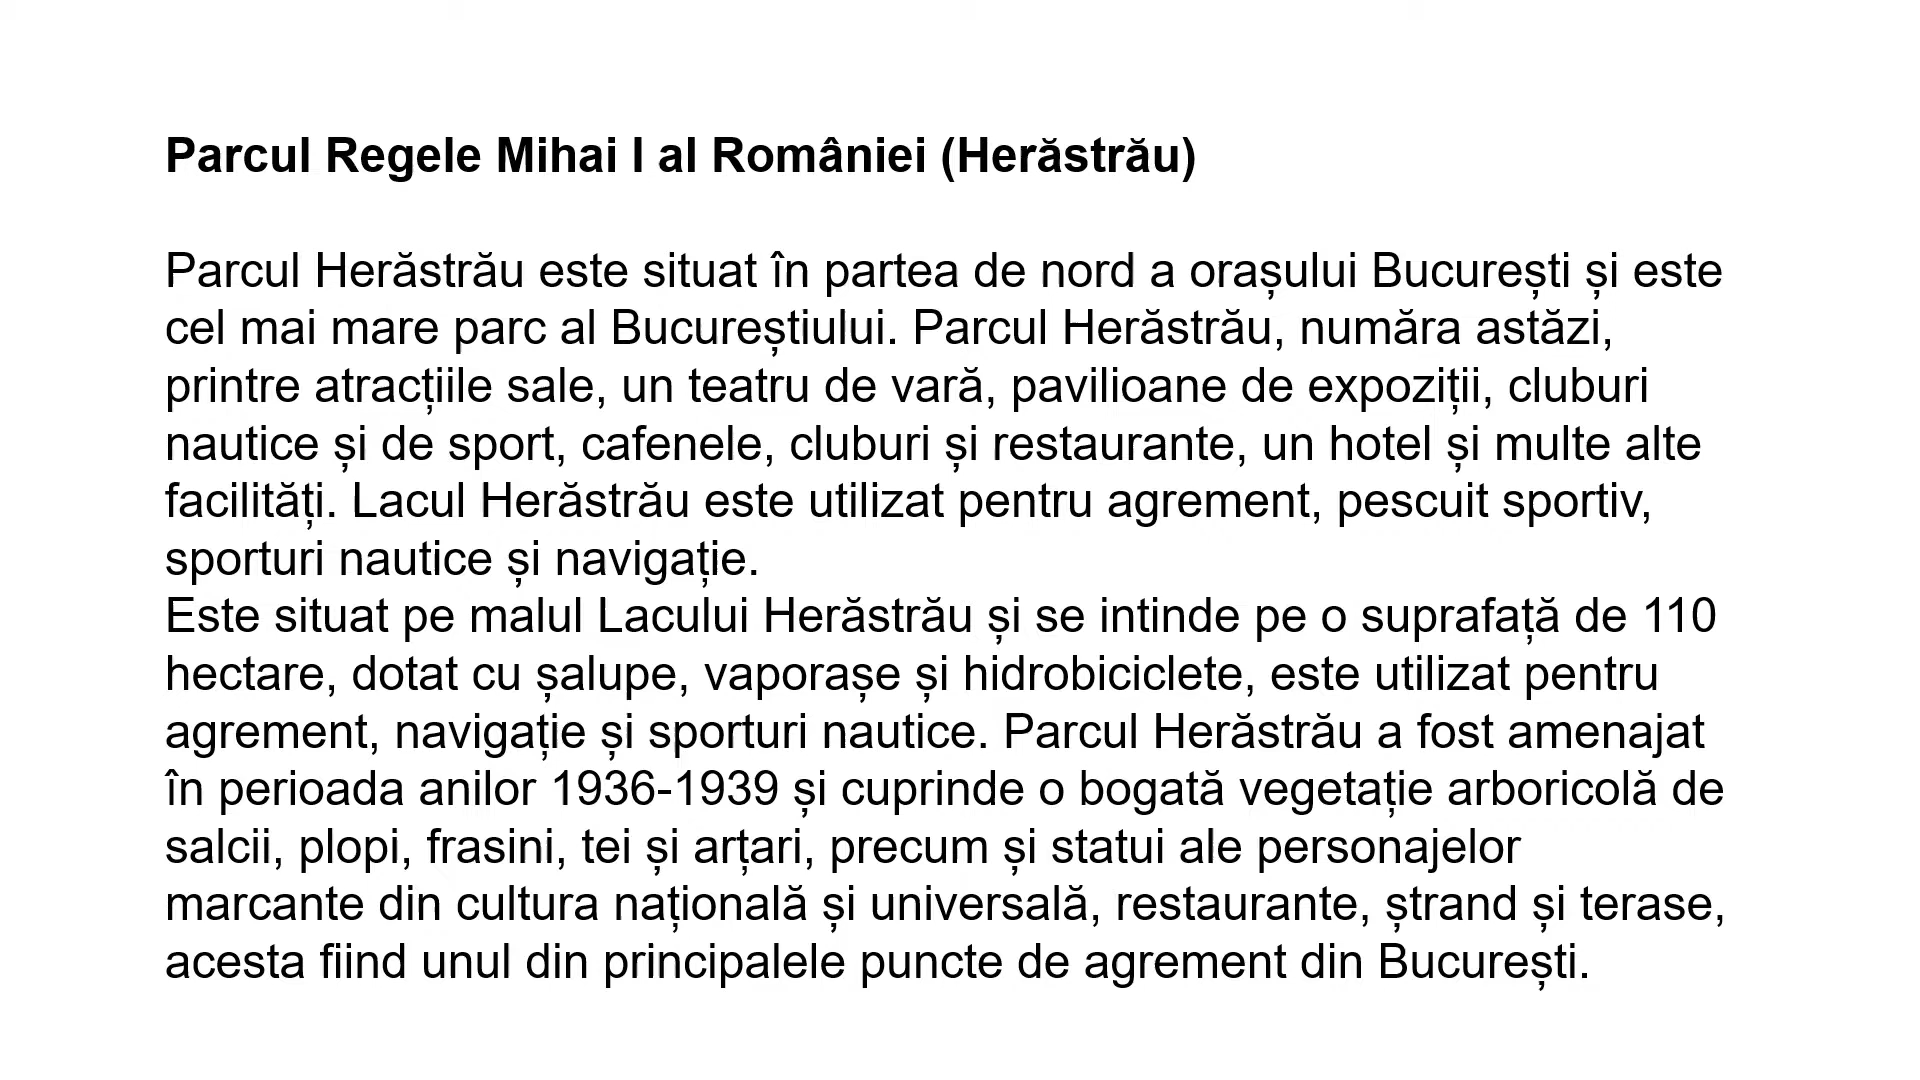 Parcul Regele Mihai I al României (Herăstrău)
Parcul Herăstrău este situat în partea de nord a orașului București și este
cel mai mare parc al Bucureștiului. Parcul Herăstrău, număra astăzi,
printre atracțiile sale, un teatru de vară, pavilioane de expoziții, cluburi
nautice și de sport, cafenele, cluburi și restaurante, un hotel și multe alte
facilități. Lacul Herăstrău este utilizat pentru agrement, pescuit sportiv,
sporturi nautice și navigație.
Este situat pe malul Lacului Herăstrău și se intinde pe o suprafață de 110
hectare, dotat cu șalupe, vaporașe și hidrobiciclete, este utilizat pentru
agrement, navigație și sporturi nautice. Parcul Herăstrău a fost amenajat
în perioada anilor 1936-1939 și cuprinde o bogată vegetație arboricolă de
salcii, plopi, frasini, tei și arțari, precum și statui ale personajelor
marcante din cultura națională și universală, restaurante, ștrand și terase,
acesta fiind unul din principalele puncte de agrement din București.